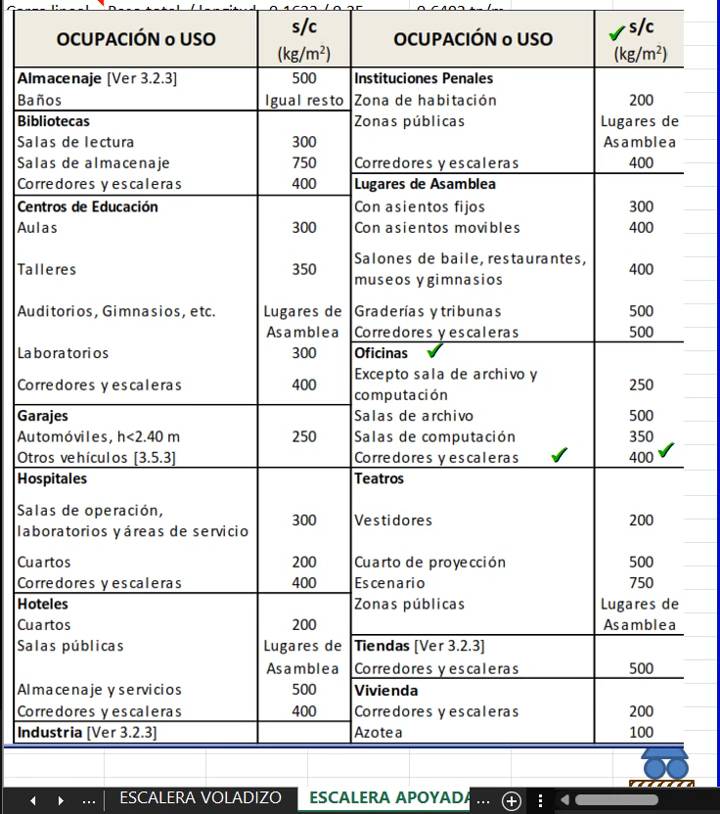 OCUPACIÓN o USO
s/c
(kg/m²)
Almacenaje [Ver 3.2.3] 500
Baños Igual resto
Bibliotecas
Salas de lectura 300
Salas de almacenaje 750
Corredores y escaleras 400
Centros de Educación
Aulas 300
Talleres 350
Auditorios, Gimnasios, etc. Lugares de
Asamblea
Laboratorios 300
Corredores y escaleras 400
Garajes
Automóviles, h<2.40 m 250
Otros vehículos [3.5.3]
Hospitales
Salas de operación,
laboratorios y áreas de servicio 300
Cuartos 200
Corredores y escaleras 400
Hoteles
Cuartos 200
Salas públicas Lugares de
Asamblea
Almacenaje y servicios 500
Corredores y escaleras 400
Industria [Ver 3.2.3]
OCUPACIÓN o USO
s/c
(kg/m²)
Instituciones Penales
Zona de habitación 200
Zonas públicas Lugares de
Asamblea
Corredores y escaleras 400
Lugares de Asamblea
Con asientos fijos 300
Con asientos movibles 400
Salones de baile, restaurantes,
museos y gimnasios 400
Graderías y tribunas 500
Corredores y escaleras 500
Oficinas
Excepto sala de archivo y
computación 250
Salas de archivo 500
Salas de computación 350
Corredores y escaleras 400
Teatros
Vestidores 200
Cuarto de proyección 500
Escenario 750
Zonas públicas Lugares de
Asamblea
Tiendas [Ver 3.2.3]
Corredores y escaleras 500
Vivienda
Corredores y escaleras 200
Azotea 100
... ESCALERA VOLADIZO ESCALERA APOYADA ...